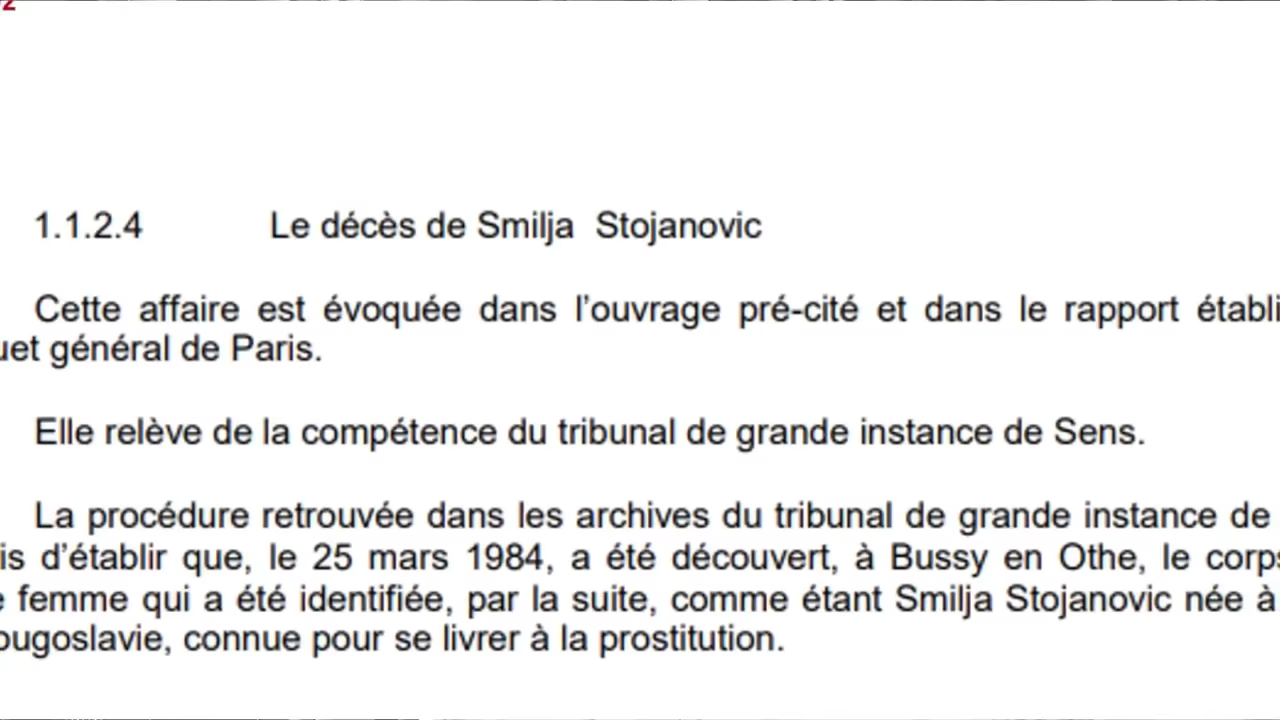 1.1.2.4 Le décès de Smilja Stojanovic
Cette affaire est évoquée dans l'ouvrage pré-cité et dans le rapport établi
uet général de Paris.
Elle relève de la compétence du tribunal de grande instance de Sens.
La procédure retrouvée dans les archives du tribunal de grande instance de
is d'établir que, le 25 mars 1984, a été découvert, à Bussy en Othe, le corps
e femme qui a été identifiée, par la suite, comme étant Smilja Stojanovic née à
ougoslavie, connue pour se livrer à la prostitution.